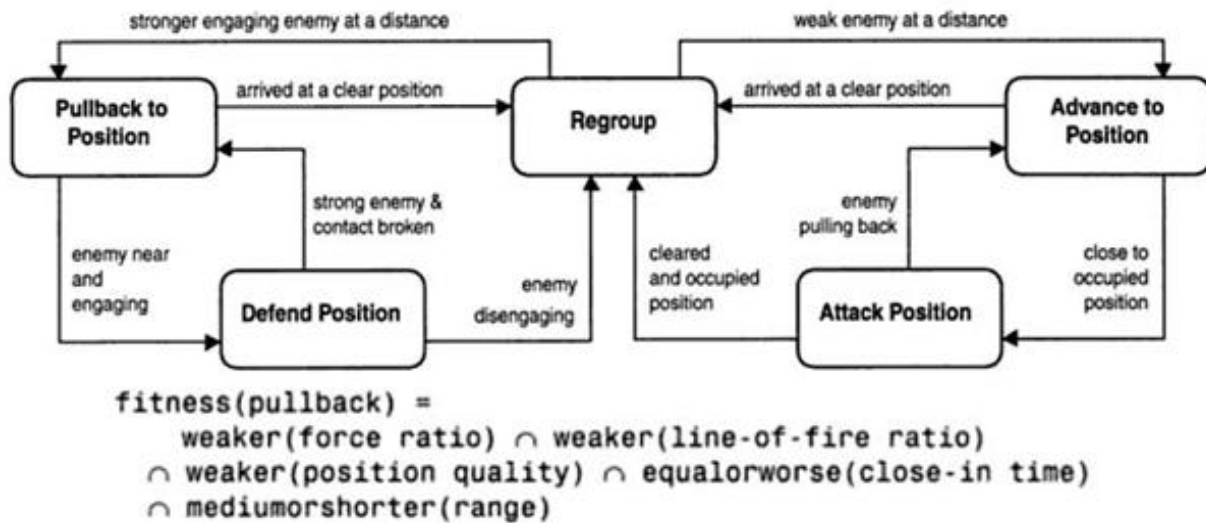 stronger engaging enemy at a distance
weak enemy at a distance
Pullback to
Position
arrived at a clear position
Regroup
arrived at a clear position
Advance to
Position
strong enemy &
contact broken
enemy
pulling back
enemy near
and
engaging
Defend Position
enemy
disengaging
cleared
and occupied
position
Attack Position
close to
occupied
position
fitness(pullback) =
weaker(force ratio) ∩ weaker(line-of-fire ratio)
∩ weaker(position quality) ∩ equalorworse(close-in time)
∩ mediumorshorter(range)